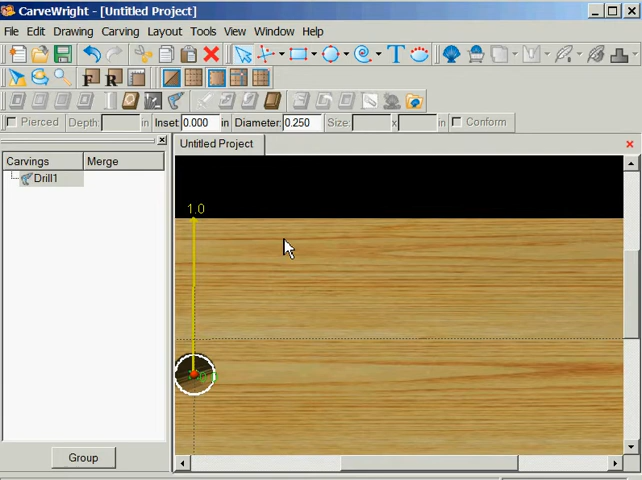 CarveWright - [Untitled Project]
File Edit Drawing Carving Layout Tools View Window Help
F R
Pierced Depth: in Inset: 0.000 in Diameter: 0.250 Size: x in Conform
Untitled Project
Carvings Merge
Drill1
1.0
Group